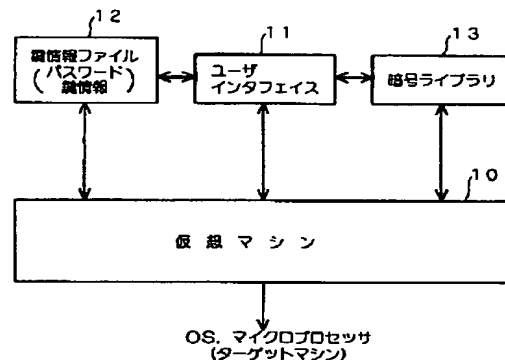 12
鍵情報ファイル
(パスワード
鍵情報)
11
ユーザ
インタフェイス
13
暗号ライブラリ
10
仮想マシン
OS，マイクロプロセッサ
(ターゲットマシン)